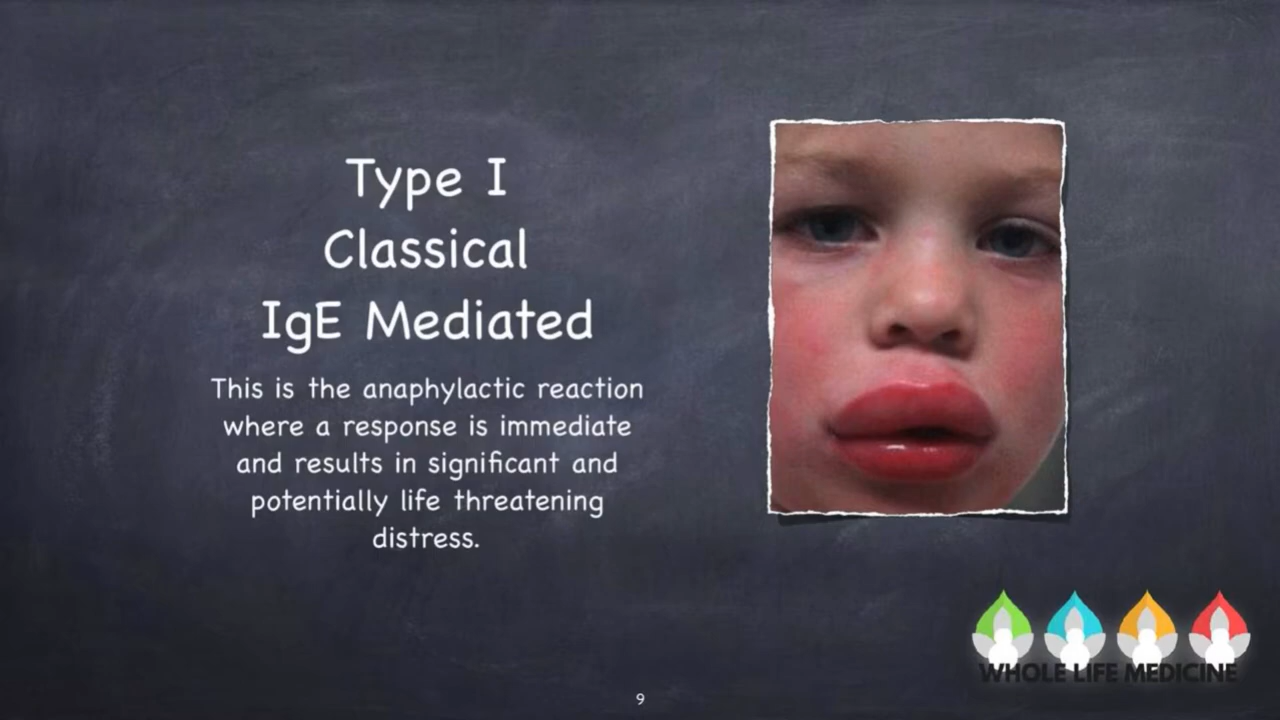 Type I
Classical
IgE Mediated
This is the anaphylactic reaction
where a response is immediate
and results in significant and
potentially life threatening
distress.
WHOLE LIFE MEDICINE
9